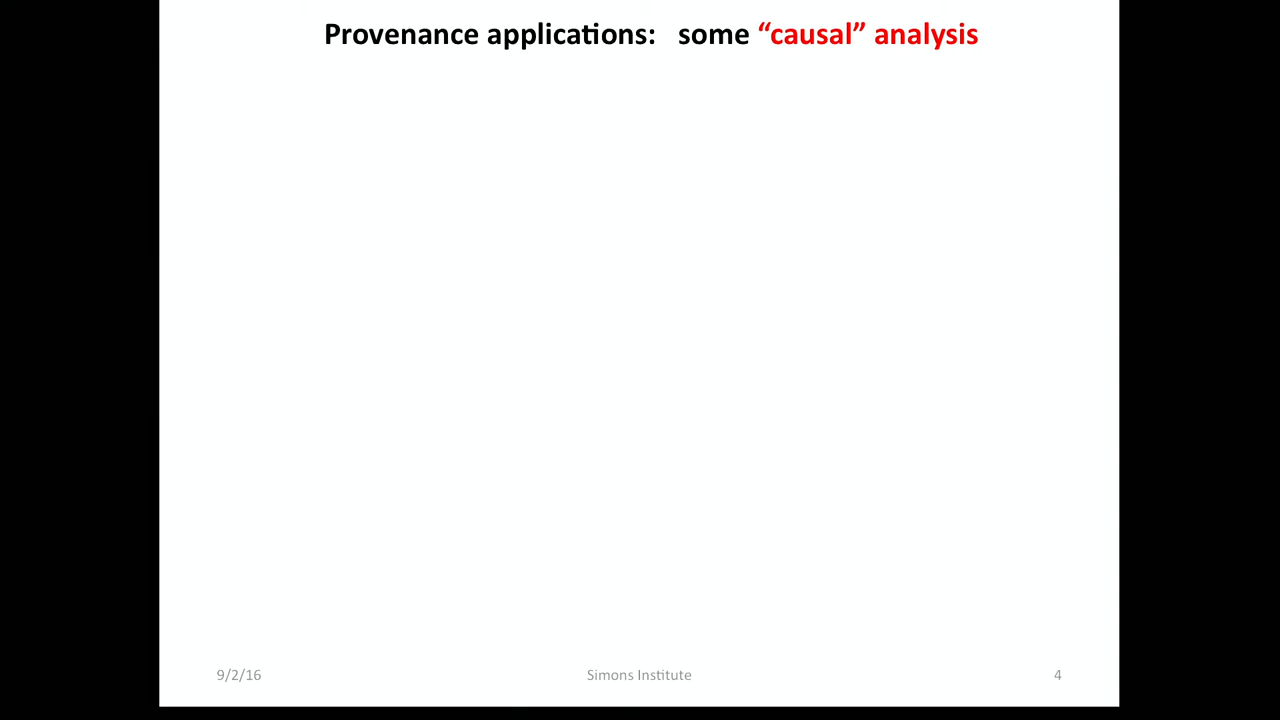 Provenance applications: some “causal” analysis
9/2/16
Simons Institute
4